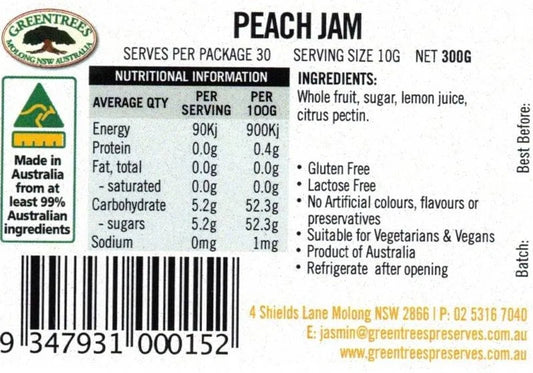 GREENTREES
MOLONG NSW AUSTRALIA
PEACH JAM
SERVES PER PACKAGE 30 SERVING SIZE 10G NET 300G
NUTRITIONAL INFORMATION
AVERAGE QTY PER SERVING PER 100G
Energy 90Kj 900Kj
Protein 0.0g 0.4g
Fat, total 0.0g 0.0g
- saturated 0.0g 0.0g
Carbohydrate 5.2g 52.3g
- sugars 5.2g 52.3g
Sodium 0mg 1mg
INGREDIENTS:
Whole fruit, sugar, lemon juice,
citrus pectin.
• Gluten Free
• Lactose Free
• No Artificial colours, flavours or
preservatives
• Suitable for Vegetarians & Vegans
• Product of Australia
• Refrigerate after opening
Best Before:
Batch:
Made in
Australia
from at
least 99%
Australian
ingredients
9 347931 000152
4 Shields Lane Molong NSW 2866 | P: 02 5316 7040
E: jasmin@greentreespreserves.com.au
www.greentreespreserves.com.au